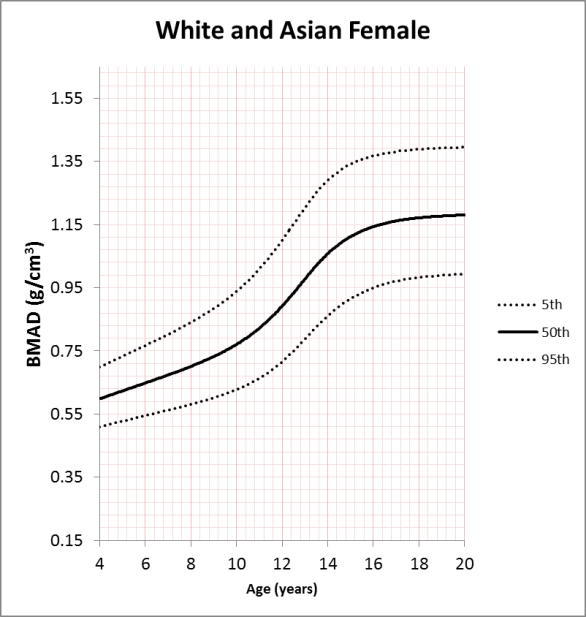 White and Asian Female
BMAD (g/cm³)
1.55
1.35
1.15
0.95
0.75
0.55
0.35
0.15
4 6 8 10 12 14 16 18 20
Age (years)
5th
50th
95th